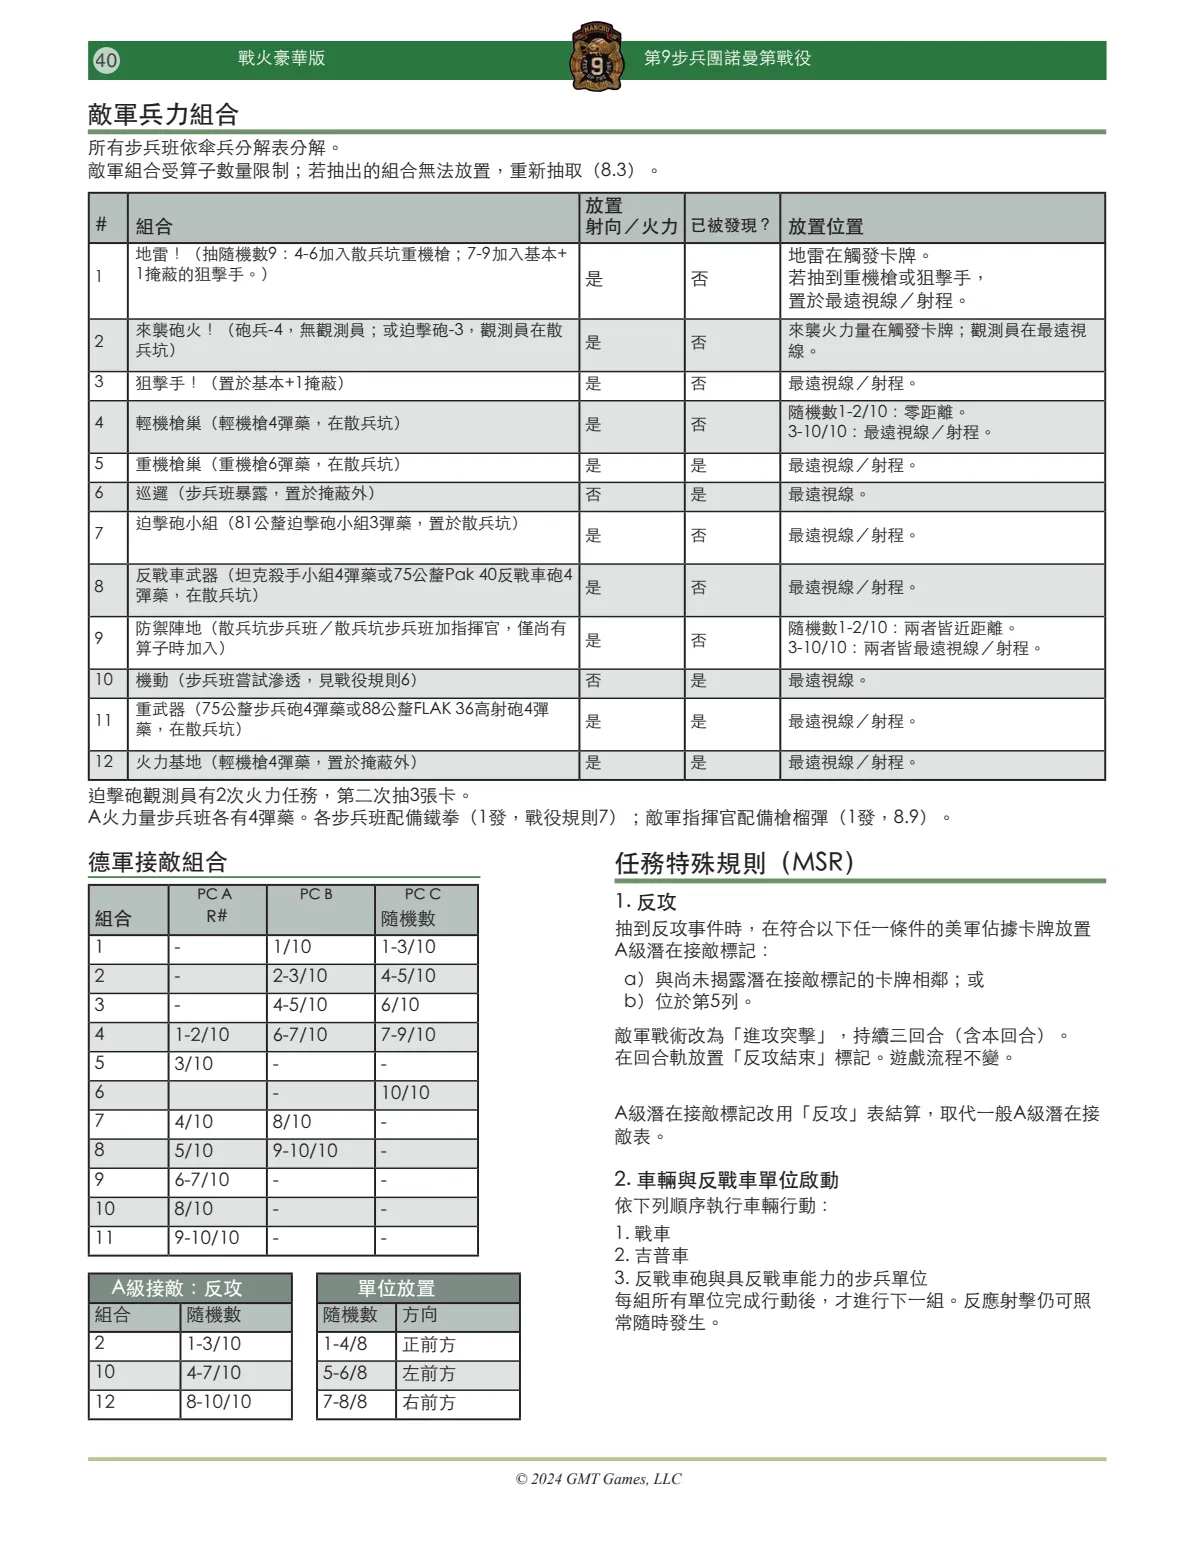 40
戰火豪華版
MANCHU
9
第9步兵團諾曼第戰役
敵軍兵力組合
所有步兵班依傘兵分解表分解。
敵軍組合受算子數量限制；若抽出的組合無法放置，重新抽取（8.3）。
# 組合 放置 射向／火力 已被發現？ 放置位置
1 地雷！（抽隨機數9：4-6加入散兵坑重機槍；7-9加入基本+
1掩蔽的狙擊手。） 是 否 地雷在觸發卡牌。
若抽到重機槍或狙擊手，
置於最遠視線／射程。
2 來襲砲火！（砲兵-4，無觀測員；或迫擊砲-3，觀測員在散
兵坑） 是 否 來襲火力量在觸發卡牌；觀測員在最遠視
線。
3 狙擊手！（置於基本+1掩蔽） 是 否 最遠視線／射程。
4 輕機槍巢（輕機槍4彈藥，在散兵坑） 是 否 隨機數1-2/10：零距離。
3-10/10：最遠視線／射程。
5 重機槍巢（重機槍6彈藥，在散兵坑） 是 是 最遠視線／射程。
6 巡邏（步兵班暴露，置於掩蔽外） 否 是 最遠視線。
7 迫擊砲小組（81公釐迫擊砲小組3彈藥，置於散兵坑） 是 否 最遠視線／射程。
8 反戰車武器（坦克殺手小組4彈藥或75公釐Pak 40反戰車砲4
彈藥，在散兵坑） 是 否 最遠視線／射程。
9 防禦陣地（散兵坑步兵班／散兵坑步兵班加指揮官，僅尚有
算子時加入） 是 否 隨機數1-2/10：兩者皆近距離。
3-10/10：兩者皆最遠視線／射程。
10 機動（步兵班嘗試滲透，見戰役規則6） 否 是 最遠視線。
11 重武器（75公釐步兵砲4彈藥或88公釐FLAK 36高射砲4彈
藥，在散兵坑） 是 是 最遠視線／射程。
12 火力基地（輕機槍4彈藥，置於掩蔽外） 是 是 最遠視線／射程。
迫擊砲觀測員有2次火力任務，第二次抽3張卡。
A火力量步兵班各有4彈藥。各步兵班配備鐵拳（1發，戰役規則7）；敵軍指揮官配備槍榴彈（1發，8.9）。
德軍接敵組合
組合 PC A R# PC B PC C 隨機數
1 - 1/10 1-3/10
2 - 2-3/10 4-5/10
3 - 4-5/10 6/10
4 1-2/10 6-7/10 7-9/10
5 3/10 - -
6 - 10/10
7 4/10 8/10 -
8 5/10 9-10/10 -
9 6-7/10 - -
10 8/10 - -
11 9-10/10 - -
A級接敵：反攻
組合 隨機數
2 1-3/10
10 4-7/10
12 8-10/10
單位放置
隨機數 方向
1-4/8 正前方
5-6/8 左前方
7-8/8 右前方
任務特殊規則（MSR）
1. 反攻
抽到反攻事件時，在符合以下任一條件的美軍佔據卡牌放置
A級潛在接敵標記：
a）與尚未揭露潛在接敵標記的卡牌相鄰；或
b）位於第5列。
敵軍戰術改為「進攻突擊」，持續三回合（含本回合）。
在回合軌放置「反攻結束」標記。遊戲流程不變。
A級潛在接敵標記改用「反攻」表結算，取代一般A級潛在接
敵表。
2. 車輛與反戰車單位啟動
依下列順序執行車輛行動：
1. 戰車
2. 吉普車
3. 反戰車砲與具反戰車能力的步兵單位
每組所有單位完成行動後，才進行下一組。反應射擊仍可照
常隨時發生。
© 2024 GMT Games, LLC